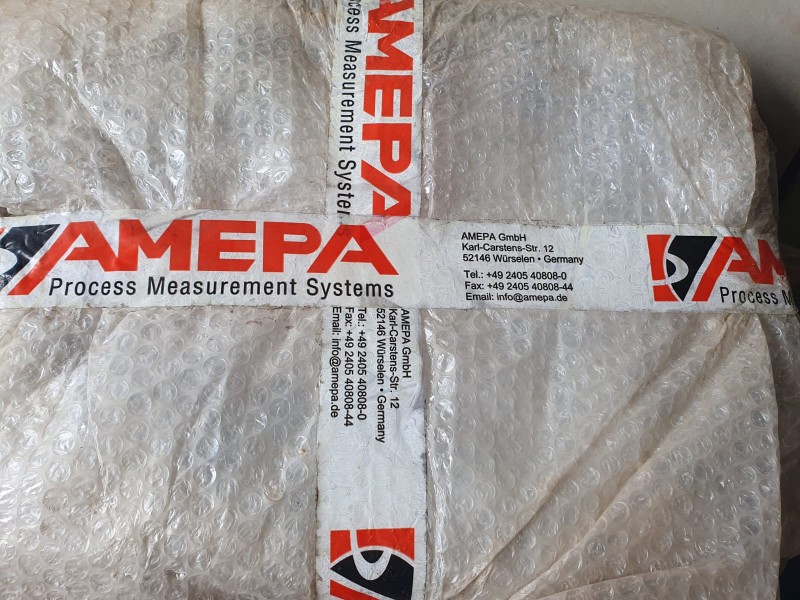 AMEPA
Process Measurement Systems
AMEPA GmbH
Karl-Carstens-Str. 12
52146 Würselen • Germany
Tel.: +49 2405 40808-0
Fax: +49 2405 40808-44
Email: info@amepa.de
AM
Process M
AMEPA
cess Measurement Systems
AMEPA GmbH
Karl-Carstens-Str. 12
52146 Würselen • Germany
Tel.: +49 2405 40808-0
Fax: +49 2405 40808-44
Email: info@amepa.de